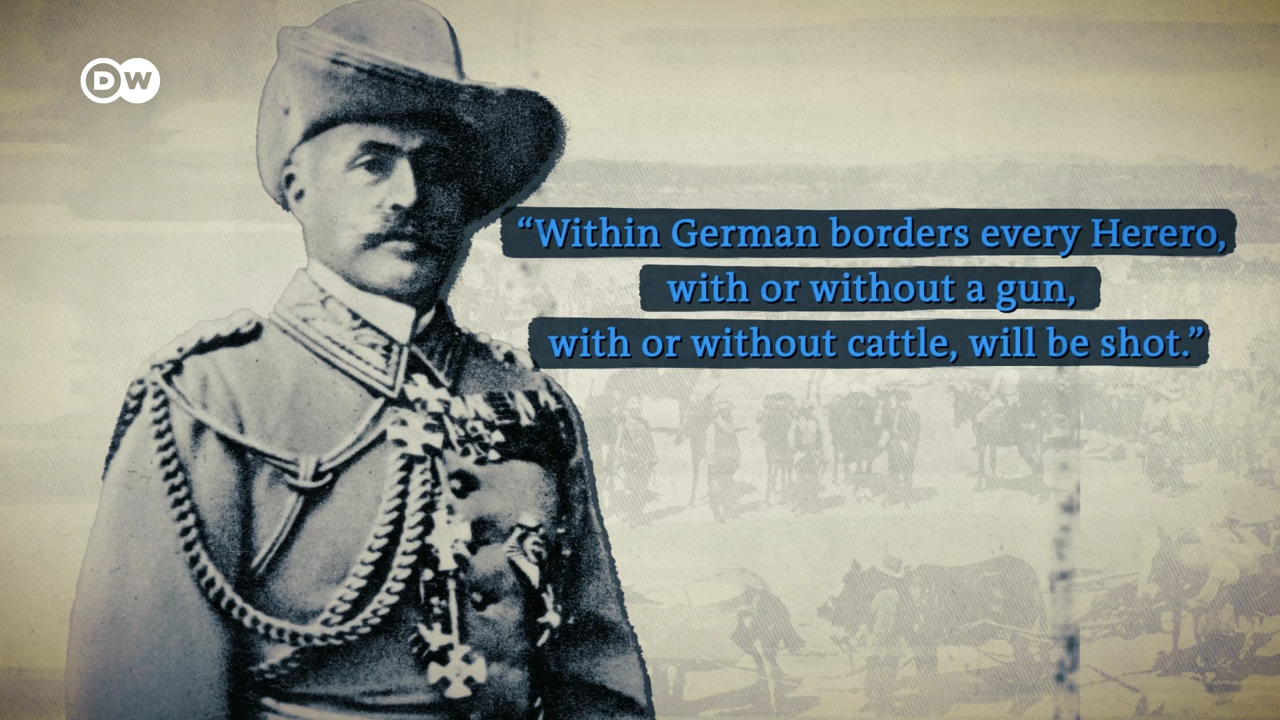 DW
“Within German borders every Herero,
with or without a gun,
with or without cattle, will be shot.”